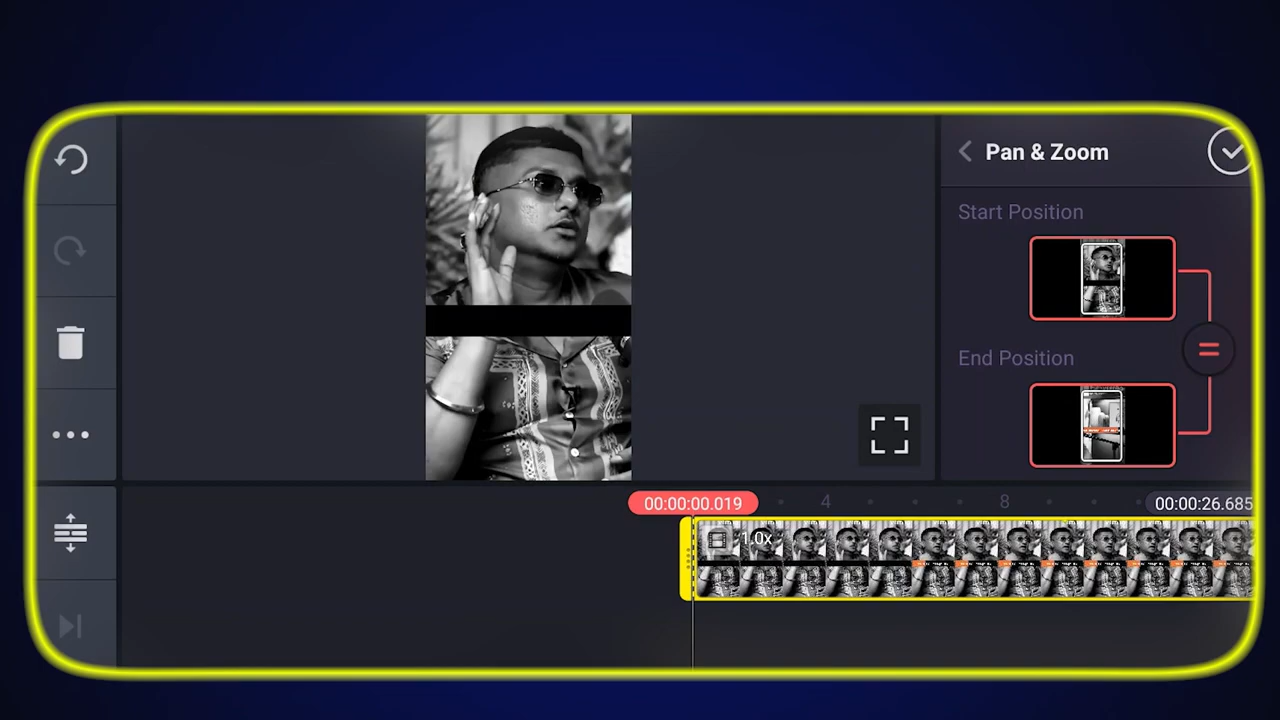 Pan & Zoom
Start Position
End Position
00:00:00.019
4
8
00:00:26.685
1.0x